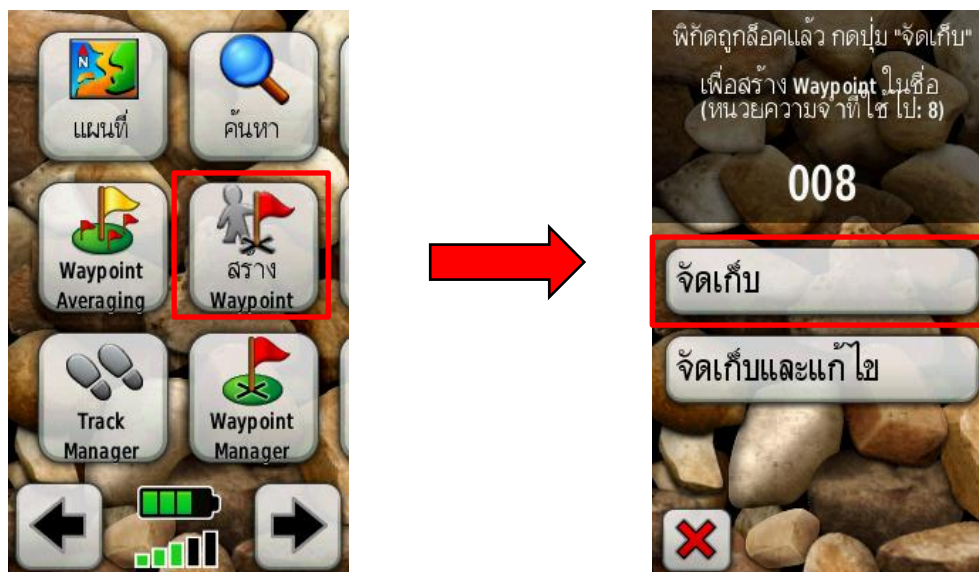 N
แผนที่
ค้นหา
Waypoint
Averaging
สร้าง
Waypoint
Track
Manager
Waypoint
Manager
พิกัดถูกล็อคแล้ว กดปุ่ม "จัดเก็บ"
เพื่อสร้าง Waypoint ในชื่อ
(หนวยความจำที่ใช้ ไป: 8)
008
จัดเก็บ
จัดเก็บและแก้ไข